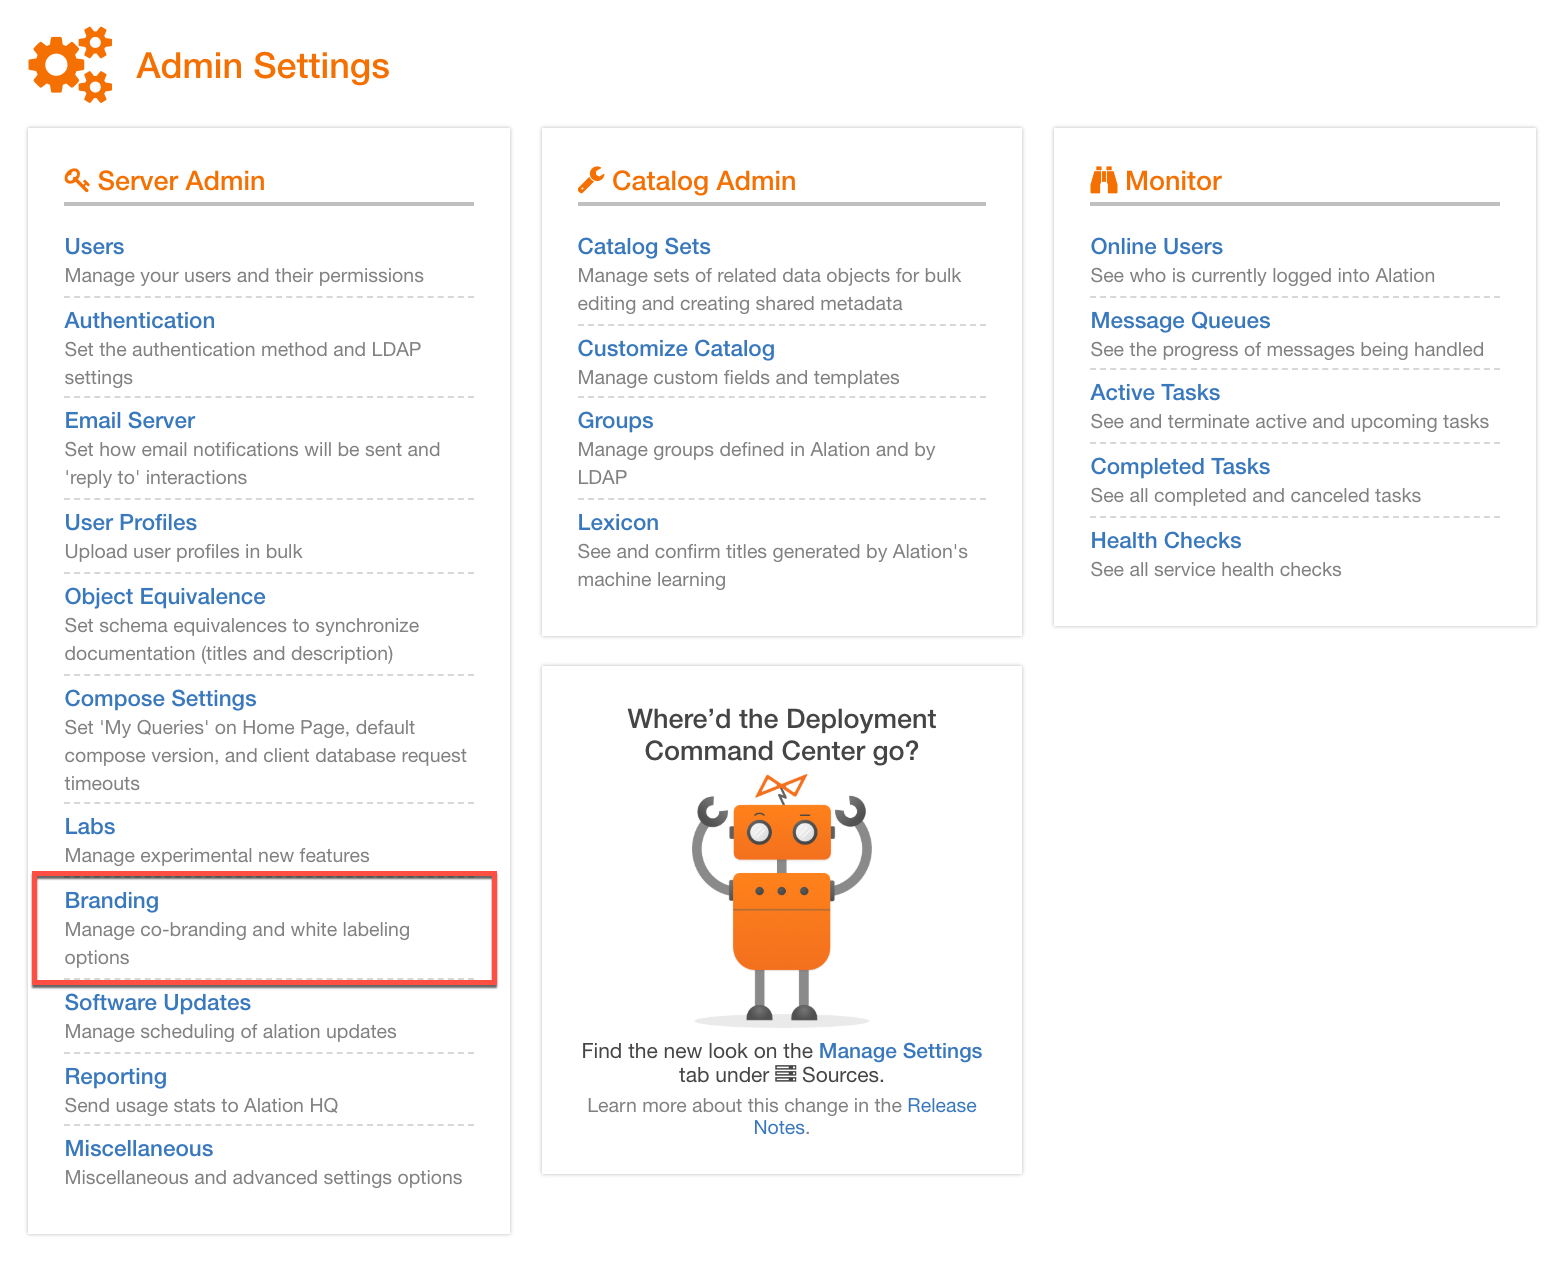 Admin Settings
Server Admin
Users
Manage your users and their permissions
Authentication
Set the authentication method and LDAP
settings
Email Server
Set how email notifications will be sent and
'reply to' interactions
User Profiles
Upload user profiles in bulk
Object Equivalence
Set schema equivalences to synchronize
documentation (titles and description)
Compose Settings
Set 'My Queries' on Home Page, default
compose version, and client database request
timeouts
Labs
Manage experimental new features
Branding
Manage co-branding and white labeling
options
Software Updates
Manage scheduling of alation updates
Reporting
Send usage stats to Alation HQ
Miscellaneous
Miscellaneous and advanced settings options
Catalog Admin
Catalog Sets
Manage sets of related data objects for bulk
editing and creating shared metadata
Customize Catalog
Manage custom fields and templates
Groups
Manage groups defined in Alation and by
LDAP
Lexicon
See and confirm titles generated by Alation's
machine learning
Where’d the Deployment
Command Center go?
Find the new look on the Manage Settings
tab under Sources.
Learn more about this change in the Release
Notes.
Monitor
Online Users
See who is currently logged into Alation
Message Queues
See the progress of messages being handled
Active Tasks
See and terminate active and upcoming tasks
Completed Tasks
See all completed and canceled tasks
Health Checks
See all service health checks